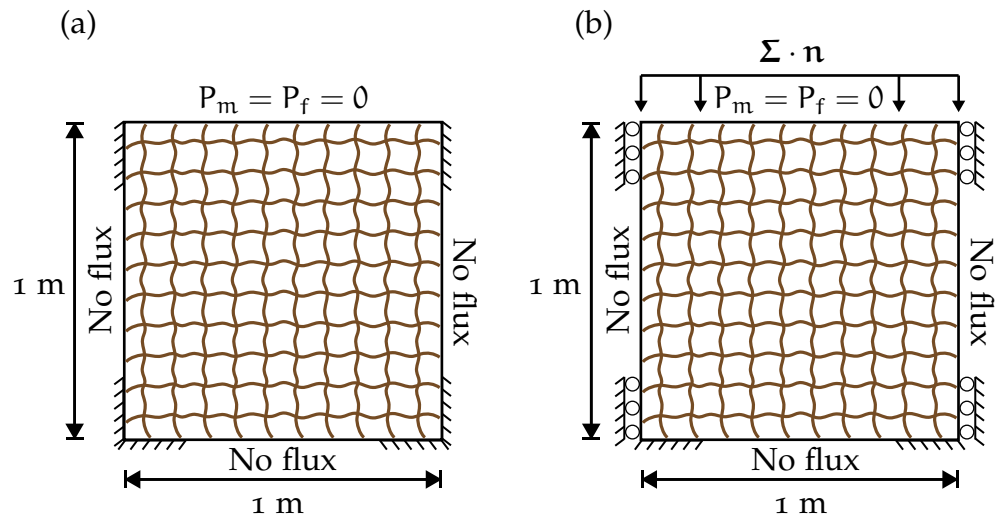 (a)
P_m = P_f = 0
No flux
No flux
1 m
No flux
1 m
(b)
Σ · n
P_m = P_f = 0
No flux
No flux
1 m
No flux
1 m